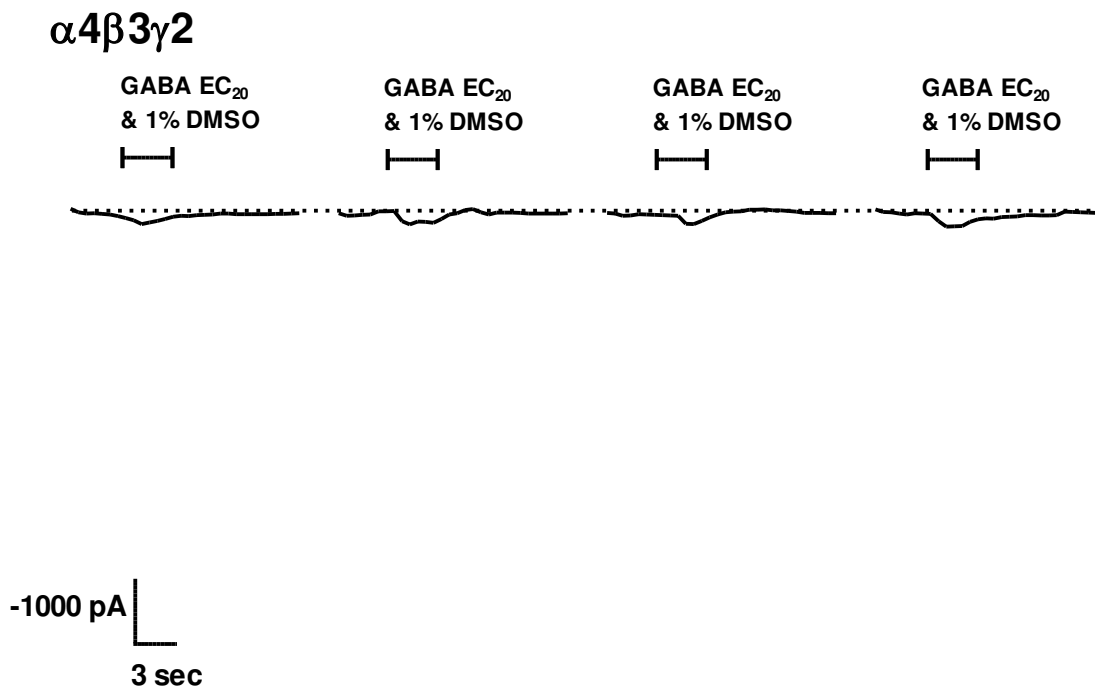 α4β3γ2
GABA EC₂₀
& 1% DMSO
GABA EC₂₀
& 1% DMSO
GABA EC₂₀
& 1% DMSO
GABA EC₂₀
& 1% DMSO
-1000 pA
3 sec